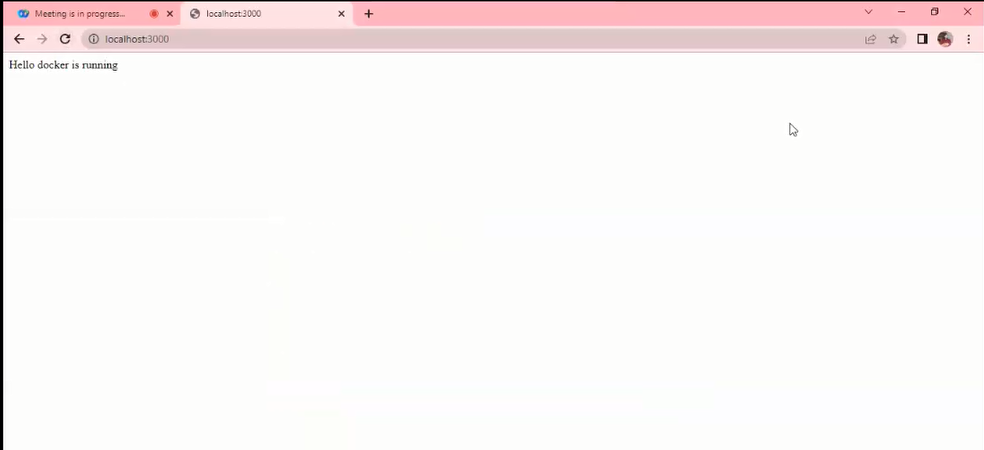 Meeting is in progress...
localhost:3000
localhost:3000
Hello docker is running